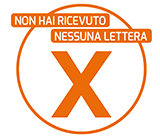 NON HAI RICEVUTO
NESSUNA LETTERA
X